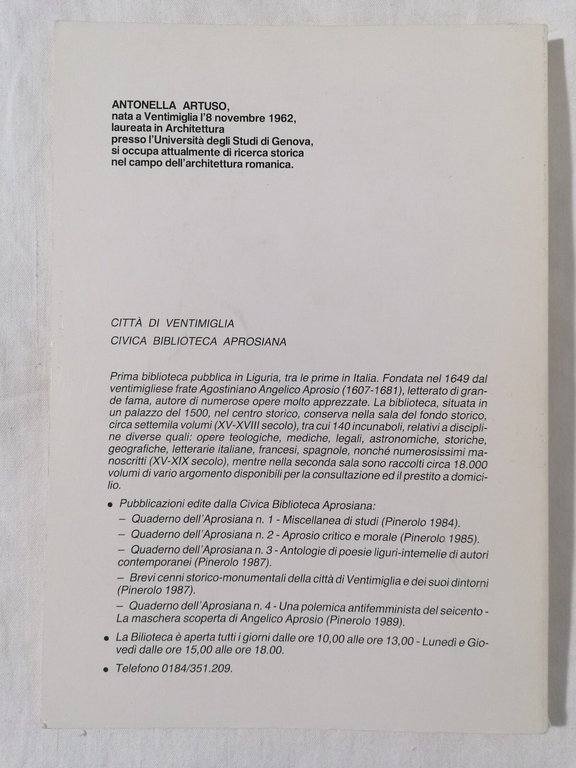 ANTONELLA ARTUSO,
nata a Ventimiglia l'8 novembre 1962,
laureata in Architettura
presso l'Università degli Studi di Genova,
si occupa attualmente di ricerca storica
nel campo dell'architettura romanica.
CITTÀ DI VENTIMIGLIA
CIVICA BIBLIOTECA APROSIANA
Prima biblioteca pubblica in Liguria, tra le prime in Italia. Fondata nel 1649 dal
ventimigliese frate Agostiniano Angelico Aprosio (1607-1681), letterato di gran-
de fama, autore di numerose opere molto apprezzate. La biblioteca, situata in
un palazzo del 1500, nel centro storico, conserva nella sala del fondo storico,
circa settemila volumi (XV-XVIII secolo), tra cui 140 incunaboli, relativi a discipli-
ne diverse quali: opere teologiche, mediche, legali, astronomiche, storiche,
geografiche, letterarie italiane, francesi, spagnole, nonché numerosissimi ma-
noscritti (XV-XIX secolo), mentre nella seconda sala sono raccolti circa 18.000
volumi di vario argomento disponibili per la consultazione ed il prestito a domici-
lio.
• Pubblicazioni edite dalla Civica Biblioteca Aprosiana:
– Quaderno dell'Aprosiana n. 1 - Miscellanea di studi (Pinerolo 1984).
– Quaderno dell'Aprosiana n. 2 - Aprosio critico e morale (Pinerolo 1985).
– Quaderno dell'Aprosiana n. 3 - Antologie di poesie liguri-intemelie di autori
contemporanei (Pinerolo 1987).
– Brevi cenni storico-monumentali della città di Ventimiglia e dei suoi dintorni
(Pinerolo 1987).
– Quaderno dell'Aprosiana n. 4 - Una polemica antifemminista del seicento -
La maschera scoperta di Angelico Aprosio (Pinerolo 1989).
• La Bilioteca è aperta tutti i giorni dalle ore 10,00 alle ore 13,00 - Lunedì e Gio-
vedì dalle ore 15,00 alle ore 18.00.
• Telefono 0184/351.209.